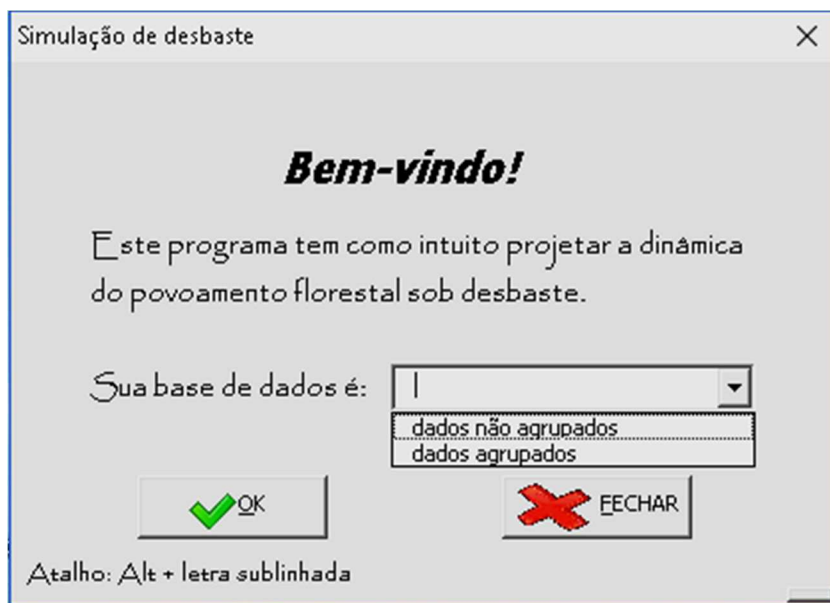 Simulação de desbaste
Bem-vindo!
Este programa tem como intuito projetar a dinâmica
do povoamento florestal sob desbaste.
Sua base de dados é:
dados não agrupados
dados agrupados
OK
FECHAR
Atalho: Alt + letra sublinhada